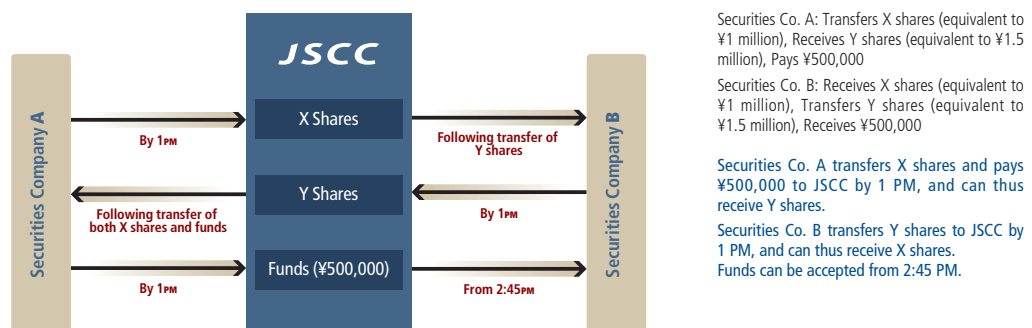 JSCC
Securities Company A
X Shares
By 1PM
Following transfer of
Y shares
Y Shares
Following transfer of
both X shares and funds
By 1PM
Funds (¥500,000)
By 1PM
From 2:45PM
Securities Company B
Securities Co. A: Transfers X shares (equivalent to
¥1 million), Receives Y shares (equivalent to ¥1.5
million), Pays ¥500,000
Securities Co. B: Receives X shares (equivalent to
¥1 million), Transfers Y shares (equivalent to
¥1.5 million), Receives ¥500,000
Securities Co. A transfers X shares and pays
¥500,000 to JSCC by 1 PM, and can thus
receive Y shares.
Securities Co. B transfers Y shares to JSCC by
1 PM, and can thus receive X shares.
Funds can be accepted from 2:45 PM.